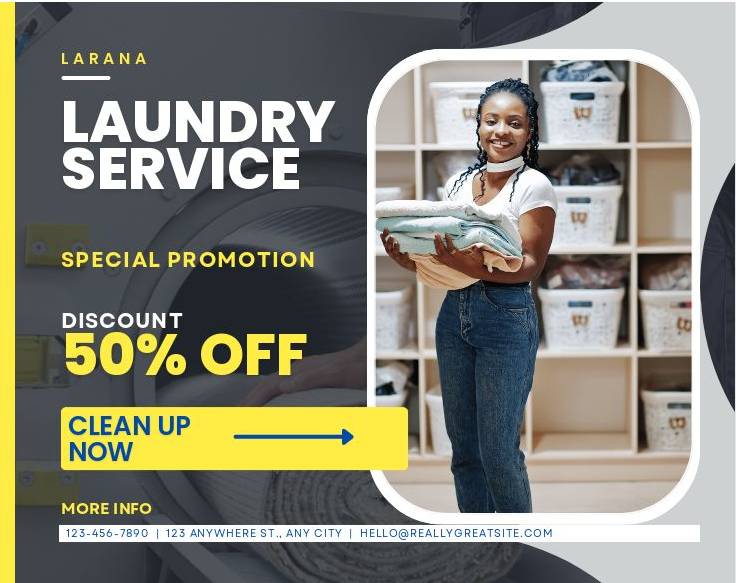 LARANA
LAUNDRY
SERVICE
SPECIAL PROMOTION
DISCOUNT
50% OFF
CLEAN UP
NOW
MORE INFO
123-456-7890 | 123 ANYWHERE ST., ANY CITY | HELLO@REALLYGREATSITE.COM